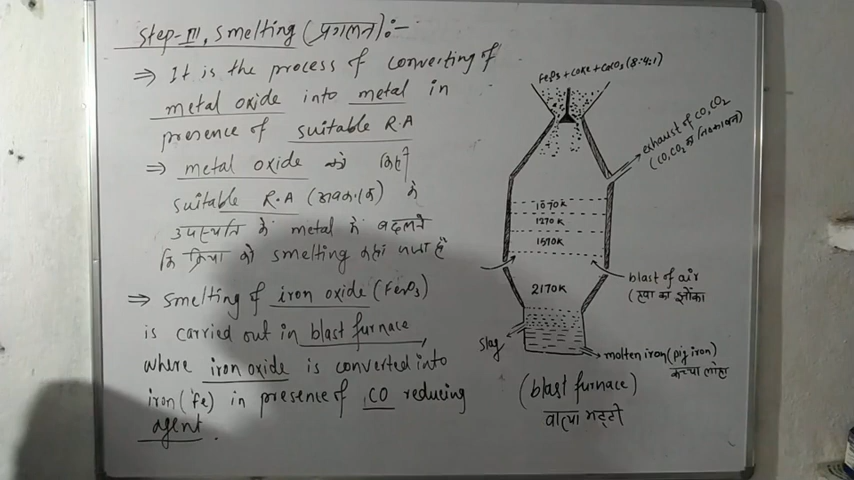 Step-III, Smelting (प्रगलन):-
⇒ It is the process of converting of
metal oxide into metal in
presence of suitable R.A
⇒ metal oxide को किसी
suitable R.A (अवकारक) के
उपस्थिति में metal में बदलने
कि क्रिया को smelting कहा जाता है
⇒ Smelting of iron oxide (Fe₂O₃)
is carried out in blast furnace,
where iron oxide is converted into
iron (Fe) in presence of CO reducing
agent.
Fe₂O₃ + Coke + CaCO₃ (8:4:1)
exhaust of CO, CO₂
(CO, CO₂ का निकास)
1070K
1270K
1570K
2170K
blast of air
(हवा का झोंका
slag
molten iron (pig iron)
कच्चा लोहा
(blast furnace)
वात्या भट्टी